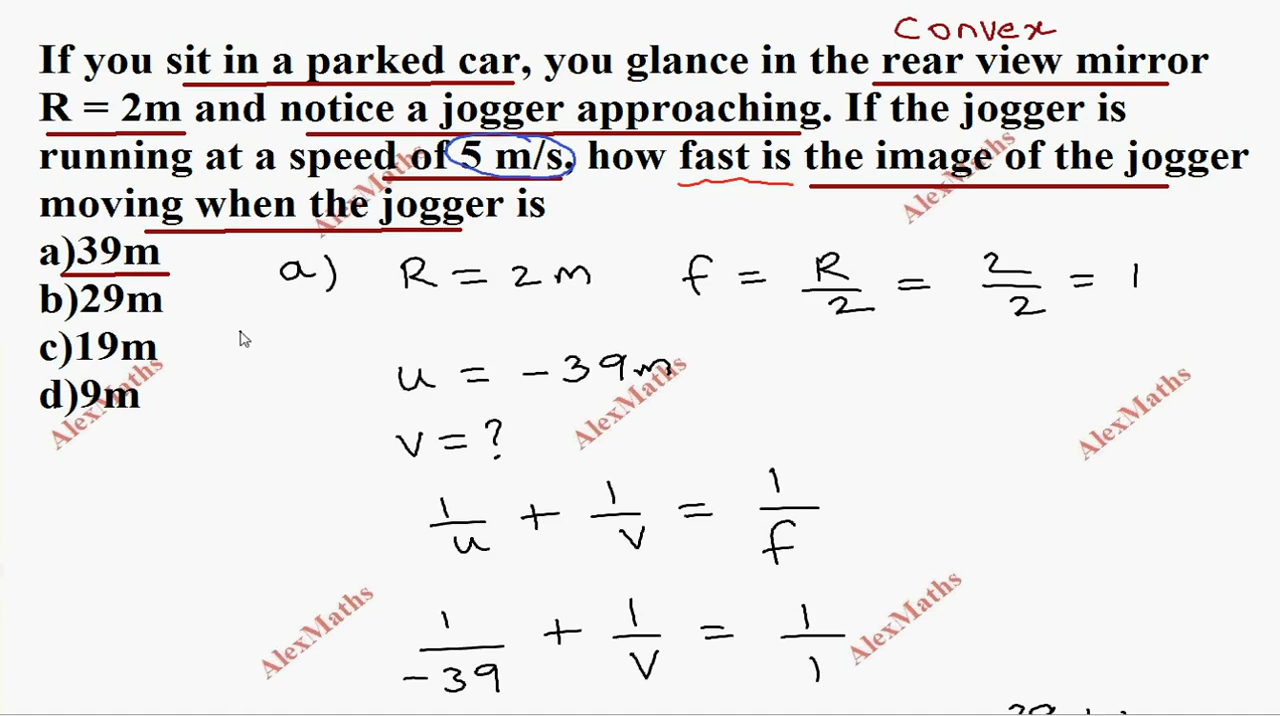 Convex
If you sit in a parked car, you glance in the rear view mirror
R = 2m and notice a jogger approaching. If the jogger is
running at a speed of 5 m/s, how fast is the image of the jogger
moving when the jogger is
a)39m
b)29m
c)19m
d)9m
a) R = 2m f = R/2 = 2/2 = 1
u = -39m
v = ?
1/u + 1/v = 1/f
1/-39 + 1/v = 1/1
AlexMaths
AlexMaths
AlexMaths
AlexMaths
AlexMaths
AlexMaths
AlexMaths